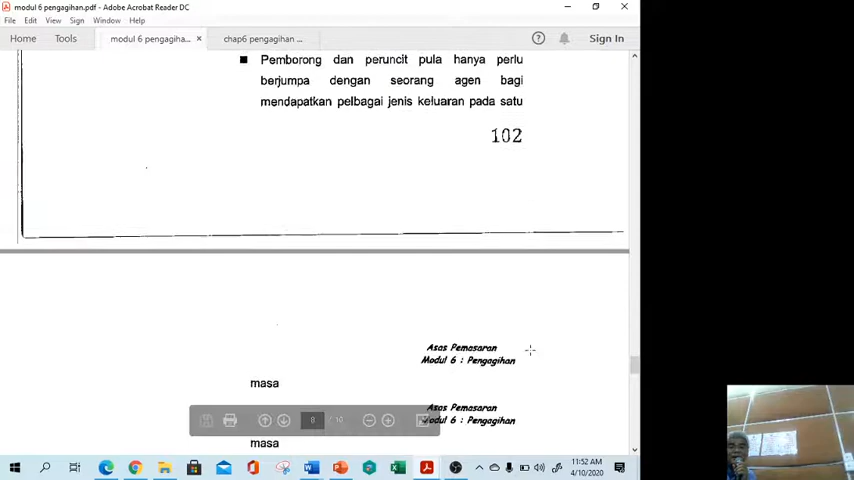 modul 6 pengagihan.pdf - Adobe Acrobat Reader DC
File Edit View Sign Window Help
Home Tools modul 6 pengagiha... × chap6 pengagihan ... Sign In
Pemborong dan peruncit pula hanya perlu
berjumpa dengan seorang agen bagi
mendapatkan pelbagai jenis keluaran pada satu
102
Asas Pemasaran
Modul 6 : Pengagihan
masa
8 / 10
Asas Pemasaran
Modul 6 : Pengagihan
masa
11:52 AM
4/10/2020